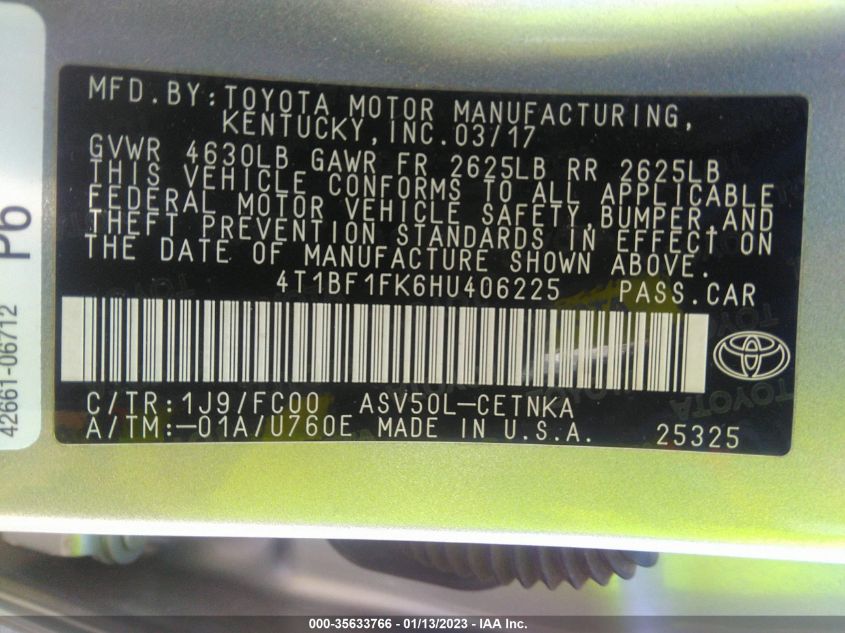 MFD.BY:TOYOTA MOTOR MANUFACTURING,
KENTUCKY,INC.03/17
GVWR 4630LB GAWR FR 2625LB RR 2625LB
THIS VEHICLE CONFORMS TO ALL APPLICABLE
FEDERAL MOTOR VEHICLE SAFETY,BUMPER,AND
THEFT PREVENTION STANDARDS IN EFFECT ON
THE DATE OF MANUFACTURE SHOWN ABOVE.
4T1BF1FK6HU406225 PASS.CAR
C/TR:1J9/FC00 ASV50L-CETNKA
A/TM:-01A/U760E MADE IN U.S.A. 25325
P6
42661-06712
000-35633766 - 01/13/2023 - IAA Inc.